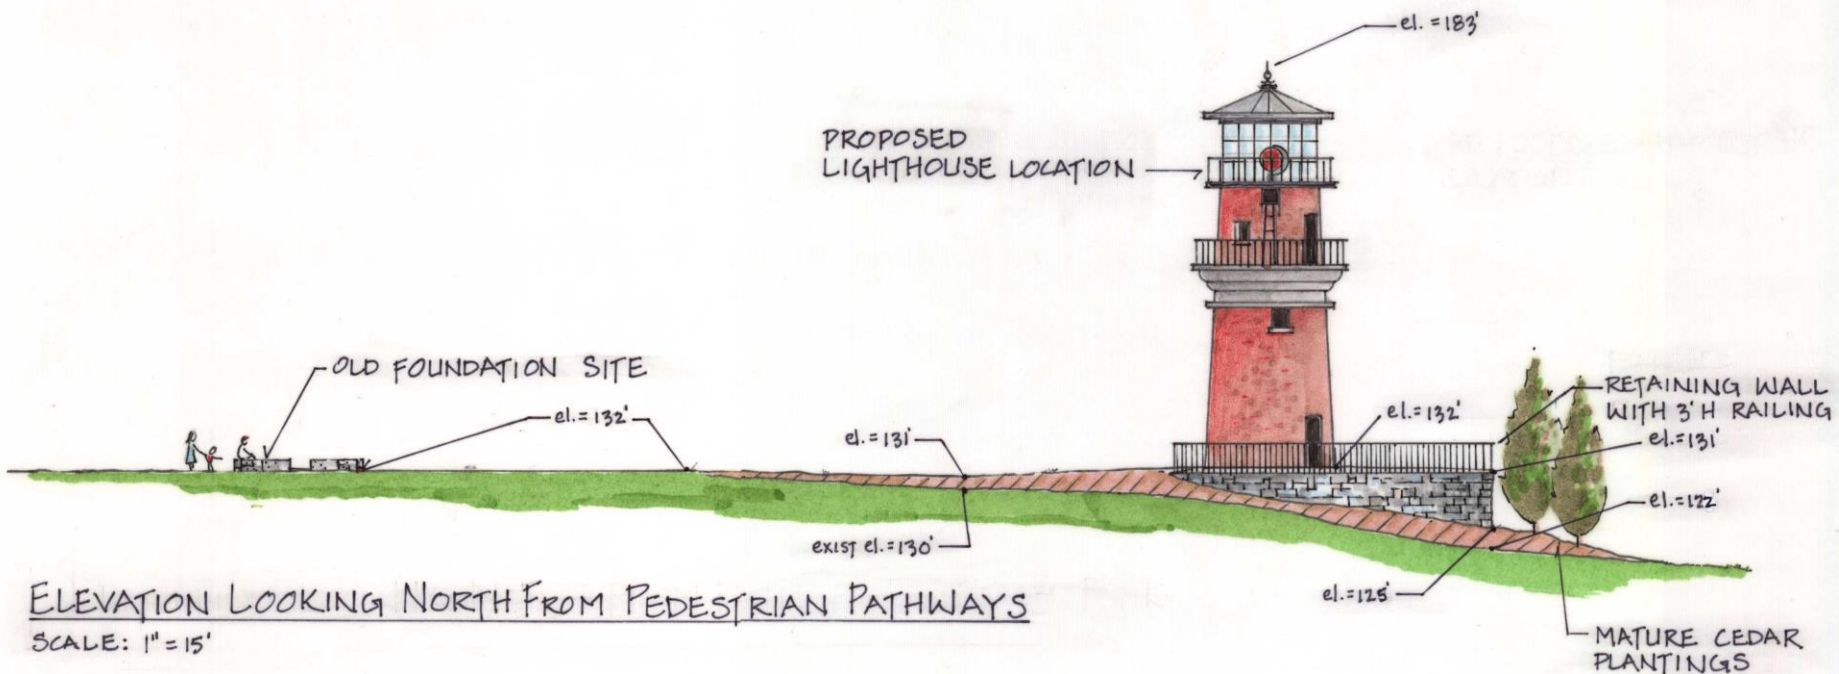 el. = 183'
PROPOSED
LIGHTHOUSE LOCATION
OLD FOUNDATION SITE
el. = 132'
el. = 131'
el. = 132'
RETAINING WALL
WITH 3' H RAILING
el. = 131'
el. = 122'
exist el. = 130'
el. = 125'
ELEVATION LOOKING NORTH FROM PEDESTRIAN PATHWAYS
SCALE: 1" = 15'
MATURE CEDAR
PLANTINGS